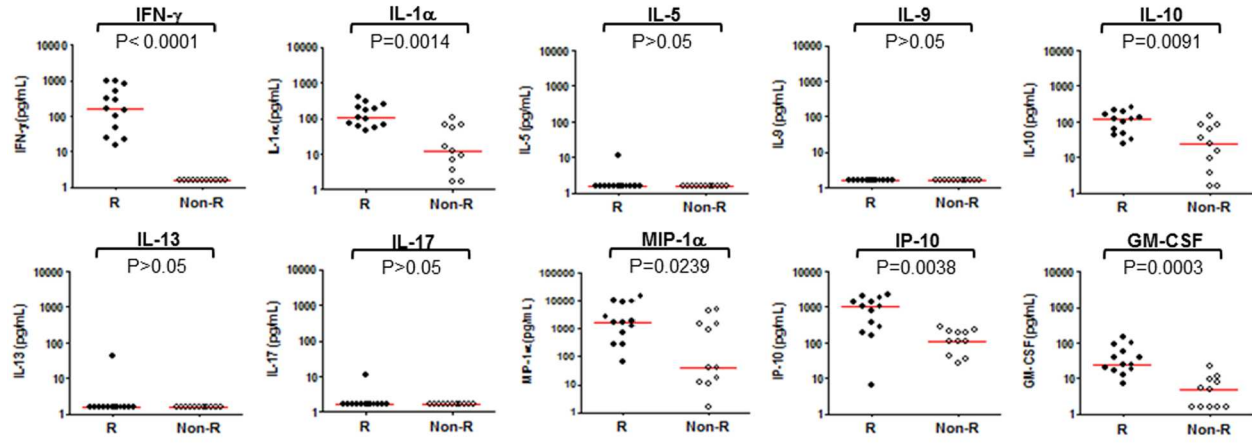 IFN-γ
P< 0.0001
IFN-γ(pg/mL)
10000
1000
100
10
1
R Non-R
IL-1α
P=0.0014
IL-1α(pg/mL)
10000
1000
100
10
1
R Non-R
IL-5
P>0.05
IL-5 (pg/mL)
10000
1000
100
10
1
R Non-R
IL-9
P>0.05
IL-9 (pg/mL)
10000
1000
100
10
1
R Non-R
IL-10
P=0.0091
IL-10 (pg/mL)
10000
1000
100
10
1
R Non-R
IL-13
P>0.05
IL-13 (pg/mL)
10000
1000
100
10
1
R Non-R
IL-17
P>0.05
IL-17(pg/mL)
10000
1000
100
10
1
R Non-R
MIP-1α
P=0.0239
MIP-1α(pg/mL)
100000
10000
1000
100
10
1
R Non-R
IP-10
P=0.0038
IP-10 (pg/mL)
10000
1000
100
10
1
R Non-R
GM-CSF
P=0.0003
GM-CSF(pg/mL)
10000
1000
100
10
1
R Non-R